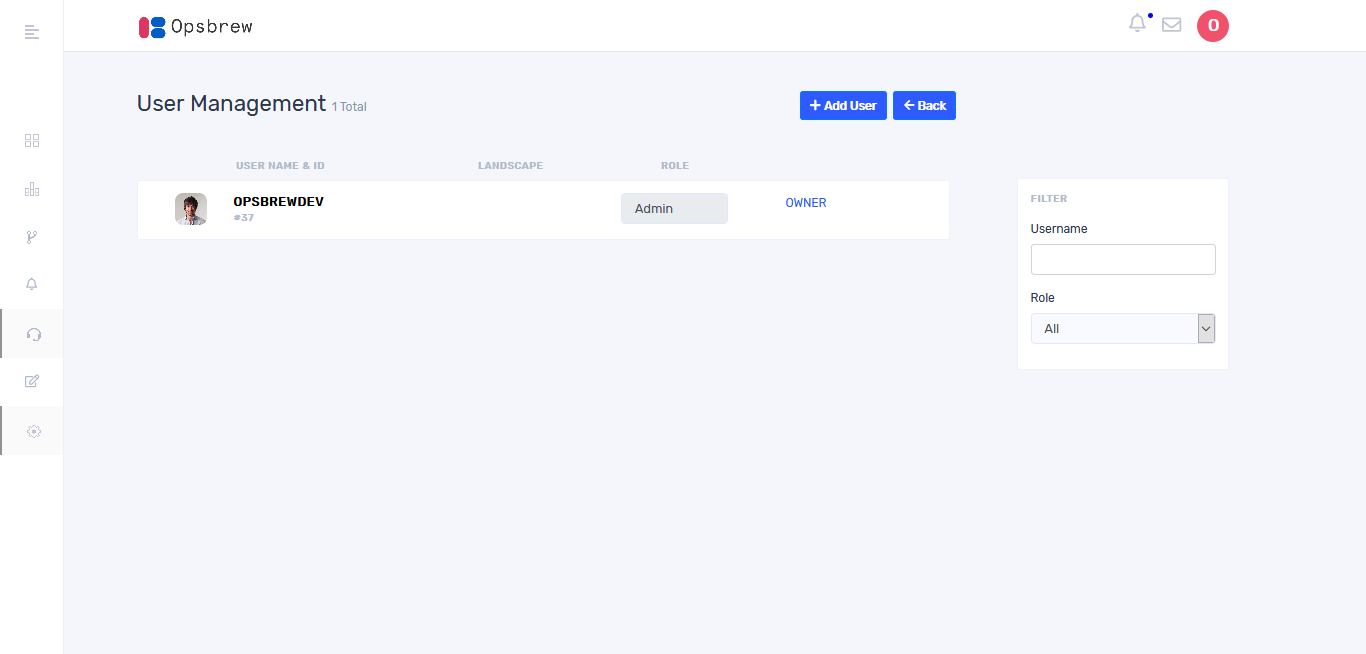 Opsbrew
O
User Management 1 Total
Add User
Back
USER NAME & ID LANDSCAPE ROLE
OPSBREWDEV
#37
Admin
OWNER
FILTER
Username
Role
All